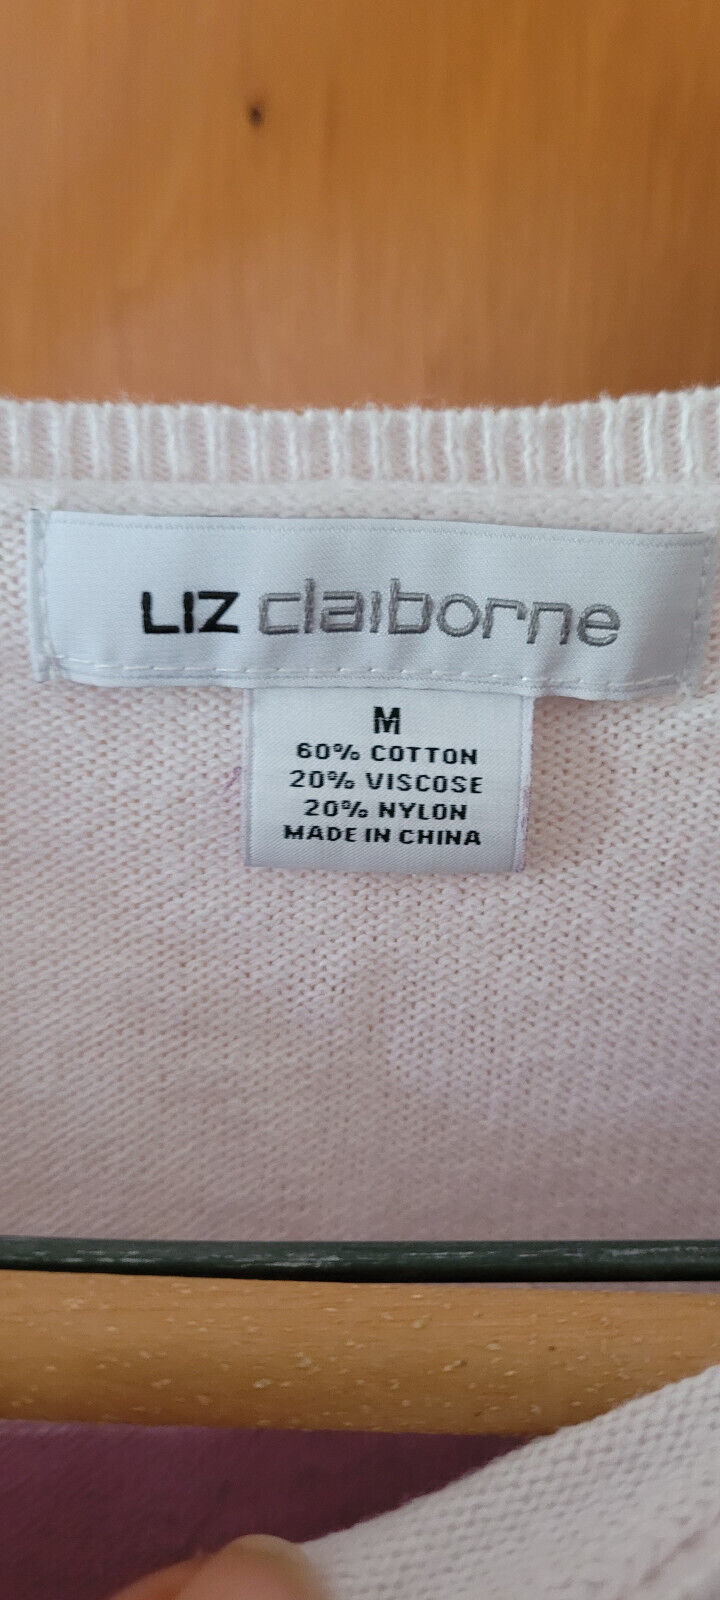 LIZ claiborne
M
60% COTTON
20% VISCOSE
20% NYLON
MADE IN CHINA